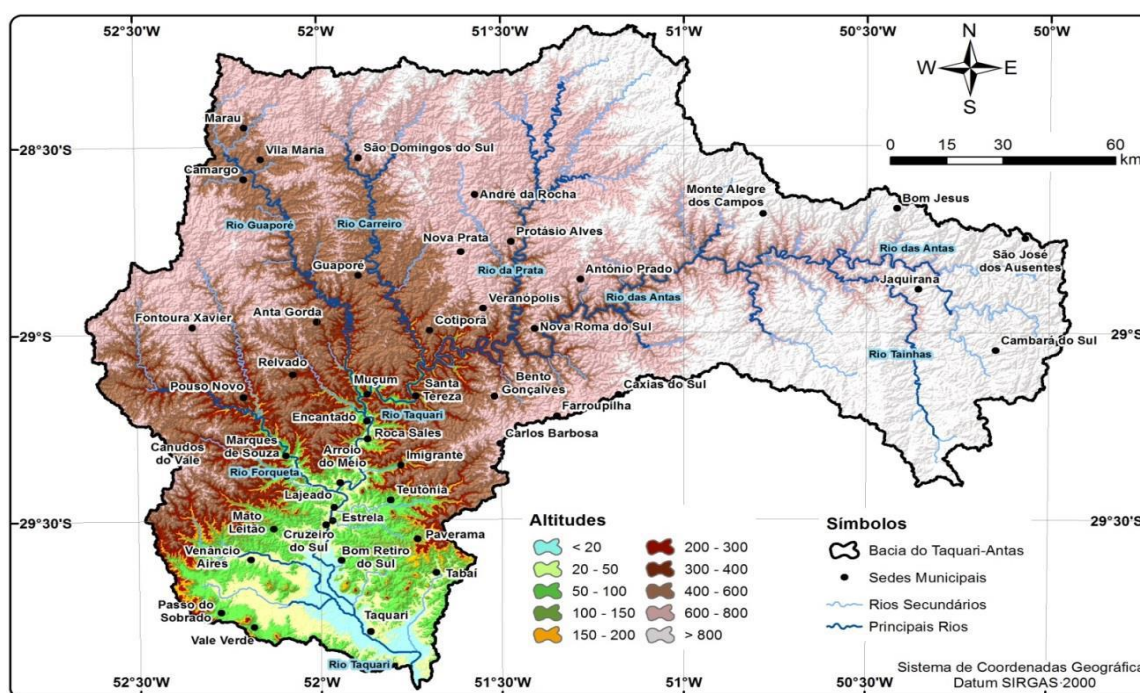 52°30'W 52°W 51°30'W 51°W 50°30'W 50°W
N
W E
S
0 15 30 60
km
28°30'S
29°S
29°30'S
28°30'S
29°S
29°30'S
Marau
Vila Maria
São Domingos do Sul
Camargo
André da Rocha
Monte Alegre
dos Campos
Bom Jesus
Rio Guaporé
Rio Carreiro
Protásio Alves
Nova Prata
Rio das Antas
São José
dos Ausentes
Guaporé
Rio da Prata
Antônio Prado
Jaquirana
Veranópolis
Rio das Antas
Fontoura Xavier
Anta Gorda
Cotiporã
Nova Roma do Sul
Cambará do Sul
Rio Tainhas
Relvado
Pouso Novo
Muçum
Santa
Tereza
Bento
Gonçalves
Caxias do Sul
Farroupilha
Encantado
Rio Taquari
Roca Sales
Carlos Barbosa
Marques
de Souza
Canudos
do Vale
Arroio
do Meio
Imigrante
Rio Forqueta
Lajeado
Teutonia
Mato
Leitão
Estrela
Cruzeiro
do Sul
Paverama
Venâncio
Aires
Bom Retiro
do Sul
Tabaí
Passo do
Sobrado
Taquari
Vale Verde
Rio Taquari
Altitudes
< 20
20 - 50
50 - 100
100 - 150
150 - 200
200 - 300
300 - 400
400 - 600
600 - 800
> 800
Símbolos
Bacia do Taquari-Antas
Sedes Municipais
Rios Secundários
Principais Rios
Sistema de Coordenadas Geográfica
Datum SIRGAS-2000
52°30'W 52°W 51°30'W 51°W 50°30'W 50°W